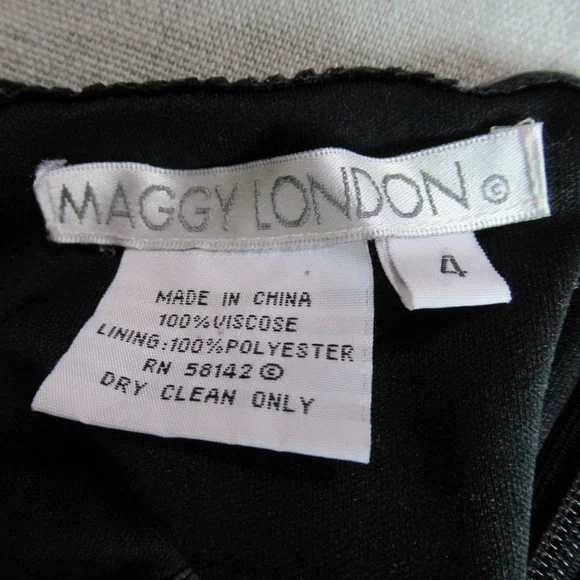 MAGGY LONDON ©
4
MADE IN CHINA
100%VISCOSE
LINING:100%POLYESTER
RN 58142 ©
DRY CLEAN ONLY